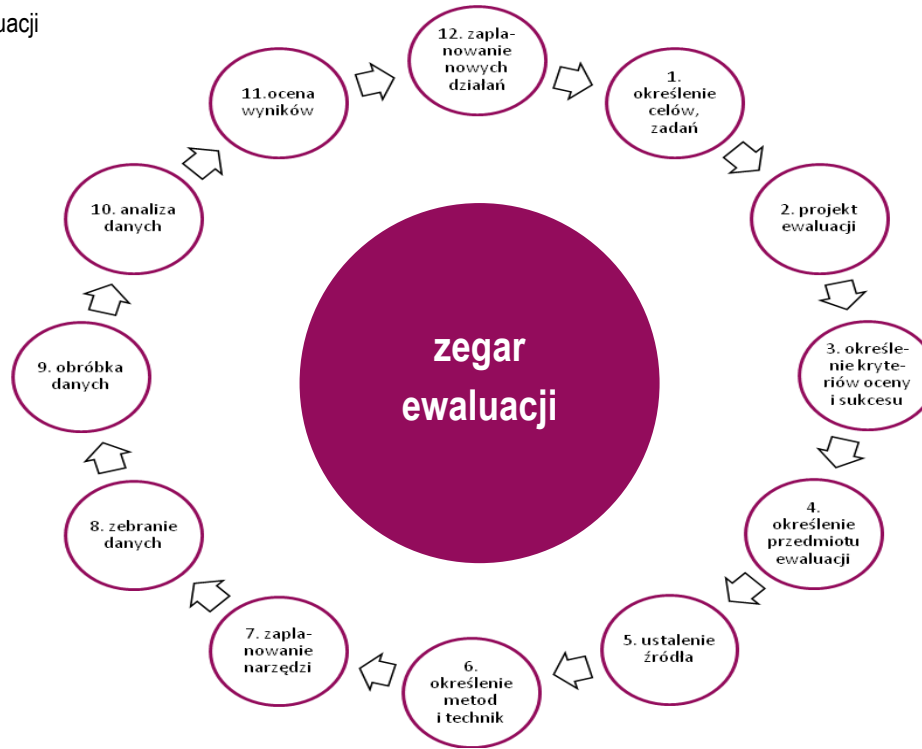 uacji
12. zapla-
nowanie
nowych
działań
1.
określenie
celów,
zadań
2. projekt
ewaluacji
3. określe-
nie kryte-
riów oceny
i sukcesu
4.
określenie
przedmiotu
ewaluacji
5. ustalenie
źródła
6.
określenie
metod
i technik
7. zapla-
nowanie
narzędzi
8. zebranie
danych
9. obróbka
danych
10. analiza
danych
11.ocena
wyników
zegar
ewaluacji